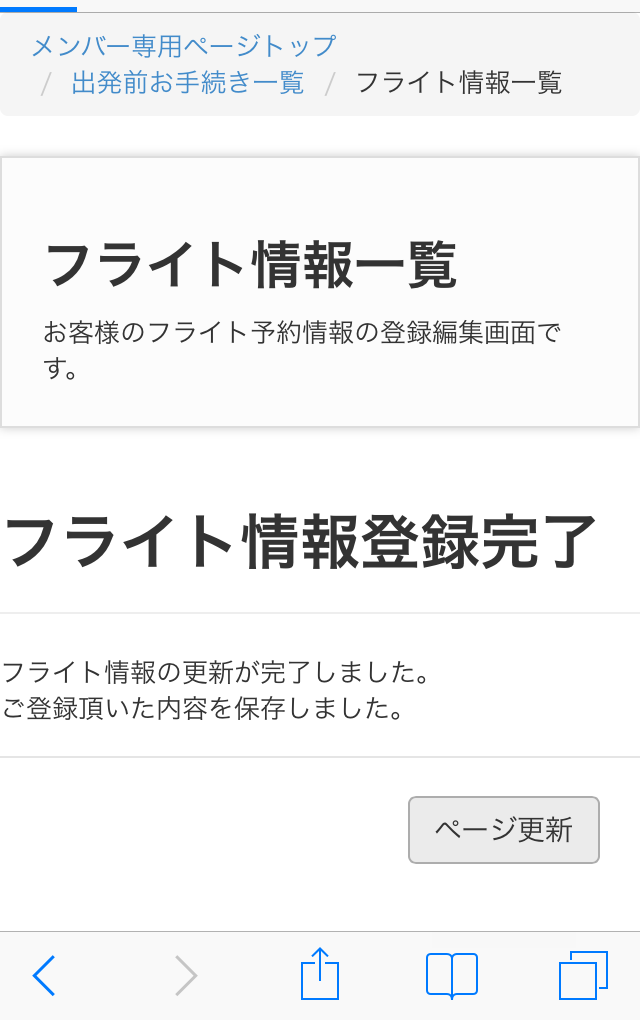 メンバー専用ページトップ
/ 出発前お手続き一覧 / フライト情報一覧
フライト情報一覧
お客様のフライト予約情報の登録編集画面で
す。
フライト情報登録完了
フライト情報の更新が完了しました。
ご登録頂いた内容を保存しました。
ページ更新